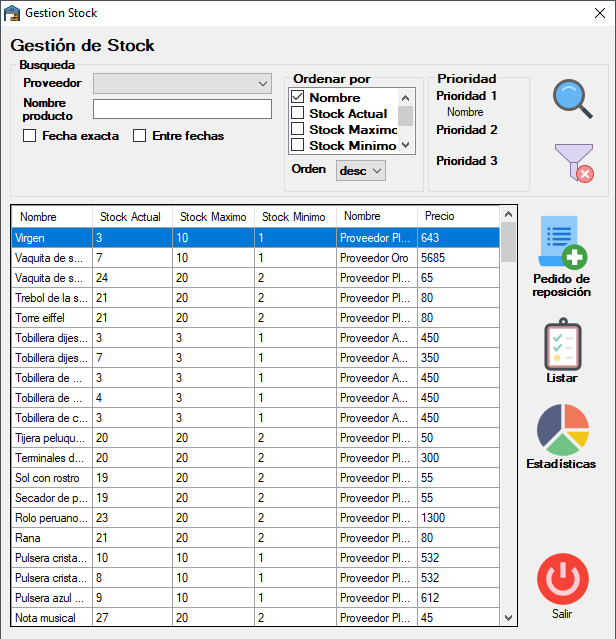 Gestion Stock
Gestión de Stock
Busqueda
Proveedor
Nombre
producto
Fecha exacta
Entre fechas
Ordenar por
Nombre
Stock Actual
Stock Maximo
Stock Minimo
Orden
desc
Prioridad
Prioridad 1
Nombre
Prioridad 2
Prioridad 3
Nombre Stock Actual Stock Maximo Stock Minimo Nombre Precio
Virgen 3 10 1 Proveedor Pl... 643
Vaquita de s... 7 10 1 Proveedor Oro 5685
Vaquita de s... 24 20 2 Proveedor Pl... 65
Trebol de la s... 21 20 2 Proveedor Pl... 80
Torre eiffel 21 20 2 Proveedor Pl... 80
Tobillera dijes... 3 3 1 Proveedor A... 450
Tobillera dijes... 7 3 1 Proveedor A... 350
Tobillera de ... 3 3 1 Proveedor A... 450
Tobillera de ... 4 3 1 Proveedor A... 450
Tobillera de c... 3 3 1 Proveedor A... 450
Tijera peluqu... 20 20 2 Proveedor Pl... 50
Terminales d... 20 20 2 Proveedor Pl... 300
Sol con rostro 19 20 2 Proveedor Pl... 55
Secador de p... 19 20 2 Proveedor Pl... 55
Rolo peruano... 23 20 2 Proveedor Pl... 1300
Rana 21 20 2 Proveedor Pl... 80
Pulsera crista... 10 10 1 Proveedor Pl... 532
Pulsera crista... 8 10 1 Proveedor Pl... 532
Pulsera azul ... 9 10 1 Proveedor Pl... 612
Nota musical 27 20 2 Proveedor Pl... 45
Pedido de
reposición
Listar
Estadísticas
Salir